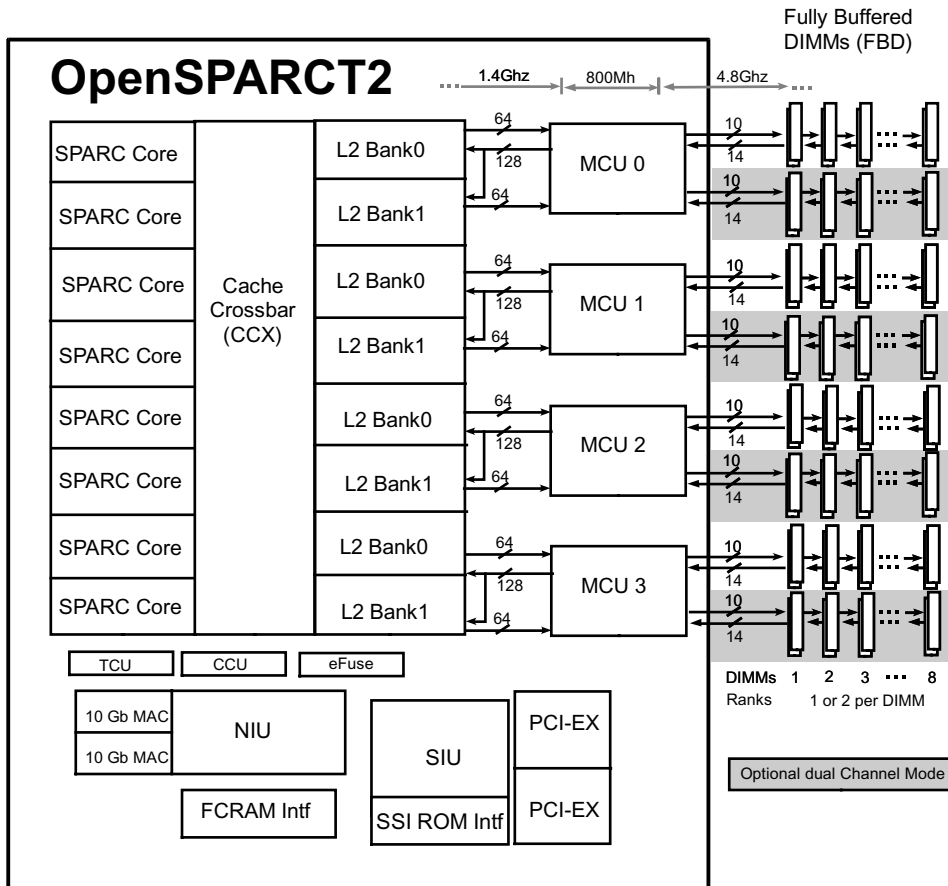 Fully Buffered
DIMMs (FBD)
OpenSPARCT2
1.4Ghz
800Mh
4.8Ghz
SPARC Core
SPARC Core
SPARC Core
SPARC Core
SPARC Core
SPARC Core
SPARC Core
SPARC Core
Cache
Crossbar
(CCX)
L2 Bank0
L2 Bank1
L2 Bank0
L2 Bank1
L2 Bank0
L2 Bank1
L2 Bank0
L2 Bank1
64
128
64
MCU 0
10
14
10
14
64
128
64
MCU 1
10
14
10
14
64
128
64
MCU 2
10
14
10
14
64
128
64
MCU 3
10
14
10
14
DIMMs 1 2 3 8
Ranks 1 or 2 per DIMM
TCU
CCU
eFuse
10 Gb MAC
10 Gb MAC
NIU
FCRAM Intf
SIU
SSI ROM Intf
PCI-EX
PCI-EX
Optional dual Channel Mode